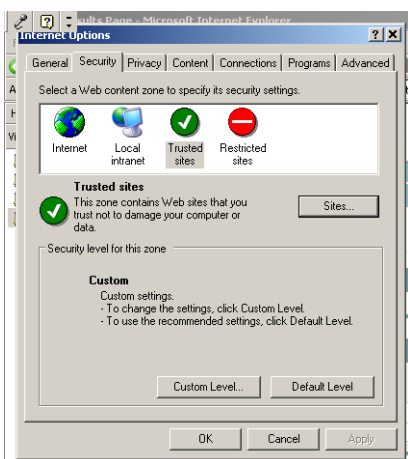 sults Page - Microsoft Internet Explorer
Internet Options
General Security Privacy Content Connections Programs Advanced
Select a Web content zone to specify its security settings.
Internet Local intranet Trusted sites Restricted sites
Trusted sites
This zone contains Web sites that you
trust not to damage your computer or
data.
Sites...
Security level for this zone
Custom
Custom settings.
- To change the settings, click Custom Level.
- To use the recommended settings, click Default Level.
Custom Level... Default Level
OK Cancel Apply